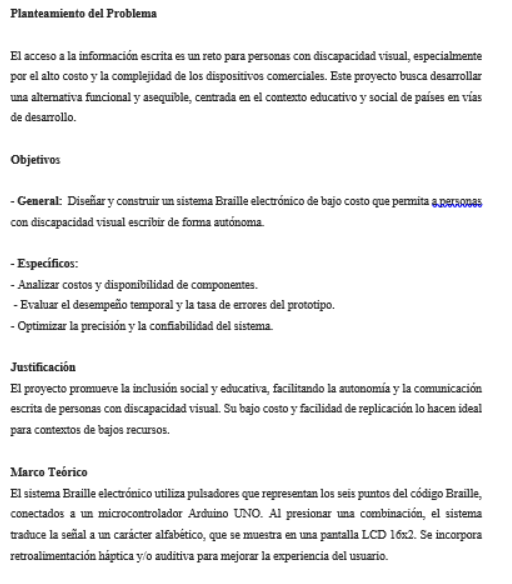 Planteamiento del Problema
El acceso a la información escrita es un reto para personas con discapacidad visual, especialmente
por el alto costo y la complejidad de los dispositivos comerciales. Este proyecto busca desarrollar
una alternativa funcional y asequible, centrada en el contexto educativo y social de países en vías
de desarrollo.
Objetivos
- General: Diseñar y construir un sistema Braille electrónico de bajo costo que permita a personas
con discapacidad visual escribir de forma autónoma.
- Específicos:
- Analizar costos y disponibilidad de componentes.
- Evaluar el desempeño temporal y la tasa de errores del prototipo.
- Optimizar la precisión y la confiabilidad del sistema.
Justificación
El proyecto promueve la inclusión social y educativa, facilitando la autonomía y la comunicación
escrita de personas con discapacidad visual. Su bajo costo y facilidad de replicación lo hacen ideal
para contextos de bajos recursos.
Marco Teórico
El sistema Braille electrónico utiliza pulsadores que representan los seis puntos del código Braille,
conectados a un microcontrolador Arduino UNO. Al presionar una combinación, el sistema
traduce la señal a un carácter alfabético, que se muestra en una pantalla LCD 16x2. Se incorpora
retroalimentación háptica y/o auditiva para mejorar la experiencia del usuario.